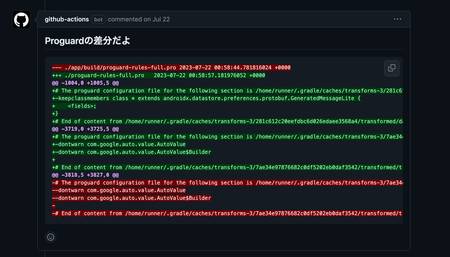 github-actions bot commented on Jul 22
Proguardの差分だよ
--- ./app/build/proguard-rules-full.pro 2023-07-22 00:58:44.781816024 +0000
+++ ./proguard-rules-full.pro 2023-07-22 00:58:57.181976052 +0000
@@ -1004,0 +1005,5 @@
+# The proguard configuration file for the following section is /home/runner/.gradle/caches/transforms-3/281c6
+-keepclassmembers class * extends androidx.datastore.preferences.protobuf.GeneratedMessageLite {
+ <fields>;
+}
+# End of content from /home/runner/.gradle/caches/transforms-3/281c612c20eefdbc6d026edaee3568a4/transformed/da
@@ -3719,0 +3725,5 @@
+# The proguard configuration file for the following section is /home/runner/.gradle/caches/transforms-3/7ae34
+-dontwarn com.google.auto.value.AutoValue
+-dontwarn com.google.auto.value.AutoValue$Builder
+
+# End of content from /home/runner/.gradle/caches/transforms-3/7ae34e97876682c0df5202eb0daf3542/transformed/t
@@ -3818,5 +3827,0 @@
-# The proguard configuration file for the following section is /home/runner/.gradle/caches/transforms-3/7ae34
--dontwarn com.google.auto.value.AutoValue
--dontwarn com.google.auto.value.AutoValue$Builder
-
-# End of content from /home/runner/.gradle/caches/transforms-3/7ae34e97876682c0df5202eb0daf3542/transformed/t